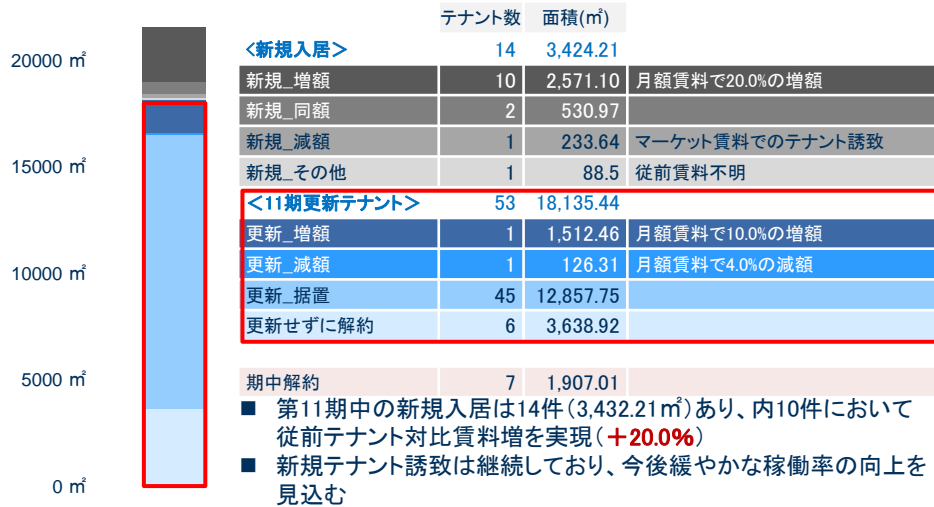 テナント数 面積(㎡)
20000 ㎡
15000 ㎡
10000 ㎡
5000 ㎡
0 ㎡
<新規入居> 14 3,424.21
新規_増額 10 2,571.10 月額賃料で20.0%の増額
新規_同額 2 530.97
新規_減額 1 233.64 マーケット賃料でのテナント誘致
新規_その他 1 88.5 従前賃料不明
<11期更新テナント> 53 18,135.44
更新_増額 1 1,512.46 月額賃料で10.0%の増額
更新_減額 1 126.31 月額賃料で4.0%の減額
更新_据置 45 12,857.75
更新せずに解約 6 3,638.92
期中解約 7 1,907.01
■ 第11期中の新規入居は14件(3,432.21㎡)あり、内10件において
従前テナント対比賃料増を実現(+20.0%)
■ 新規テナント誘致は継続しており、今後緩やかな稼働率の向上を
見込む